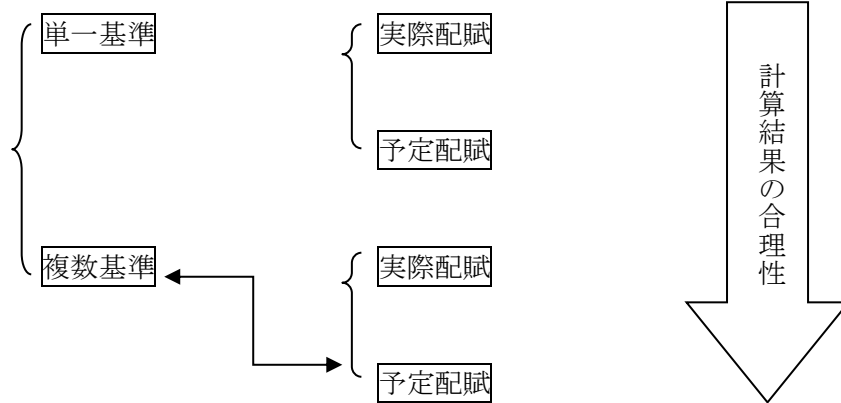 単一基準
実際配賦
予定配賦
複数基準
実際配賦
予定配賦
計算結果の合理性